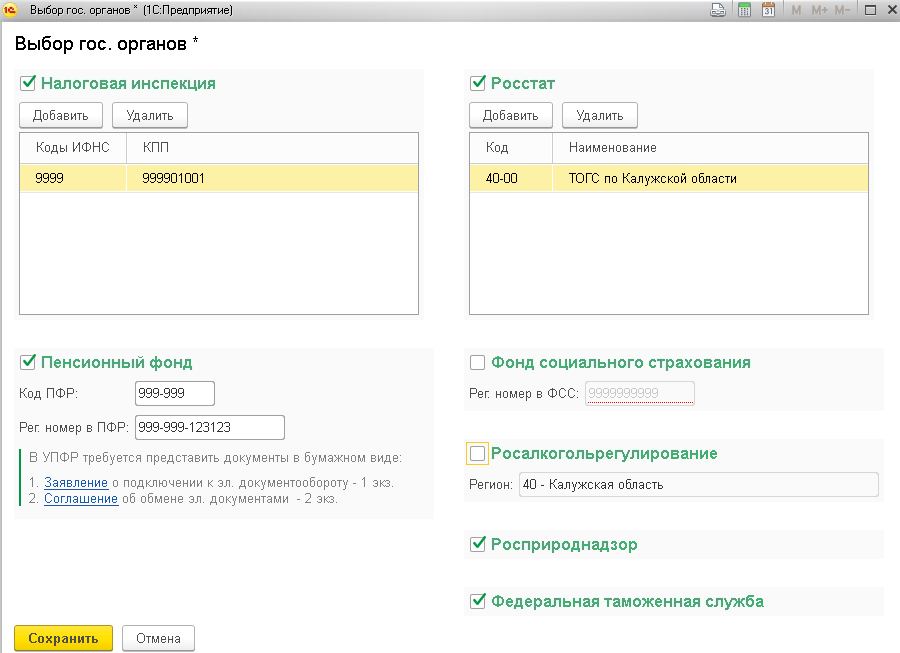 Выбор гос. органов * (1С:Предприятие)
31 M M+ M-
Выбор гос. органов *
Налоговая инспекция
Добавить Удалить
Коды ИФНС КПП
9999 999901001
Росстат
Добавить Удалить
Код Наименование
40-00 ТОГС по Калужской области
Пенсионный фонд
Код ПФР: 999-999
Рег. номер в ПФР: 999-999-123123
В УПФР требуется представить документы в бумажном виде:
1. Заявление о подключении к эл. документообороту - 1 экз.
2. Соглашение об обмене эл. документами - 2 экз.
Фонд социального страхования
Рег. номер в ФСС: 9999999999
Росалкогольрегулирование
Регион: 40 - Калужская область
Росприроднадзор
Федеральная таможенная служба
Сохранить Отмена